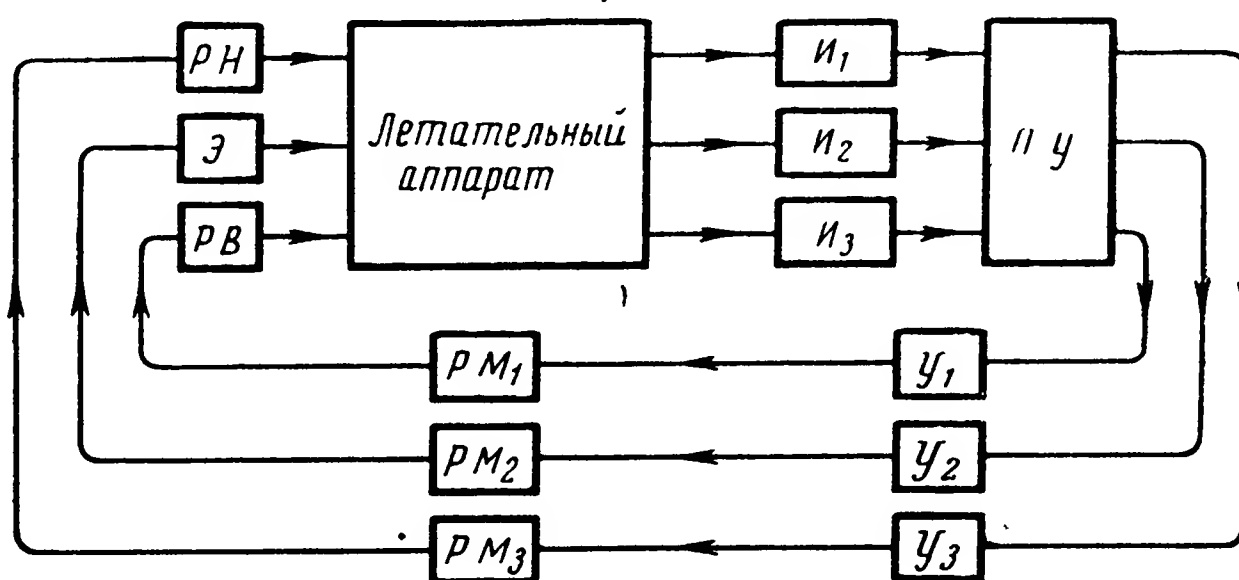 РН
И₁
Э
Летательный
аппарат
И₂
ПУ
РВ
И₃
РМ₁
У₁
РМ₂
У₂
РМ₃
У₃